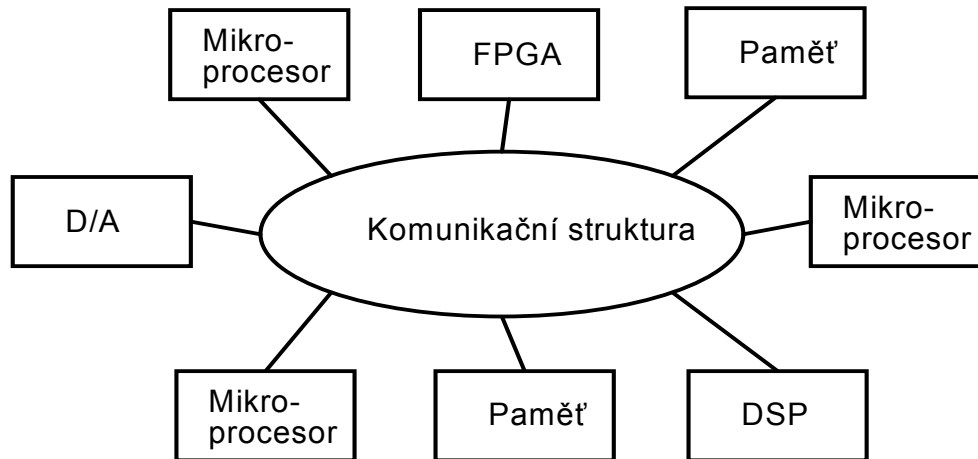 Mikro-
procesor
FPGA
Paměť
D/A
Komunikační struktura
Mikro-
procesor
Mikro-
procesor
Paměť
DSP